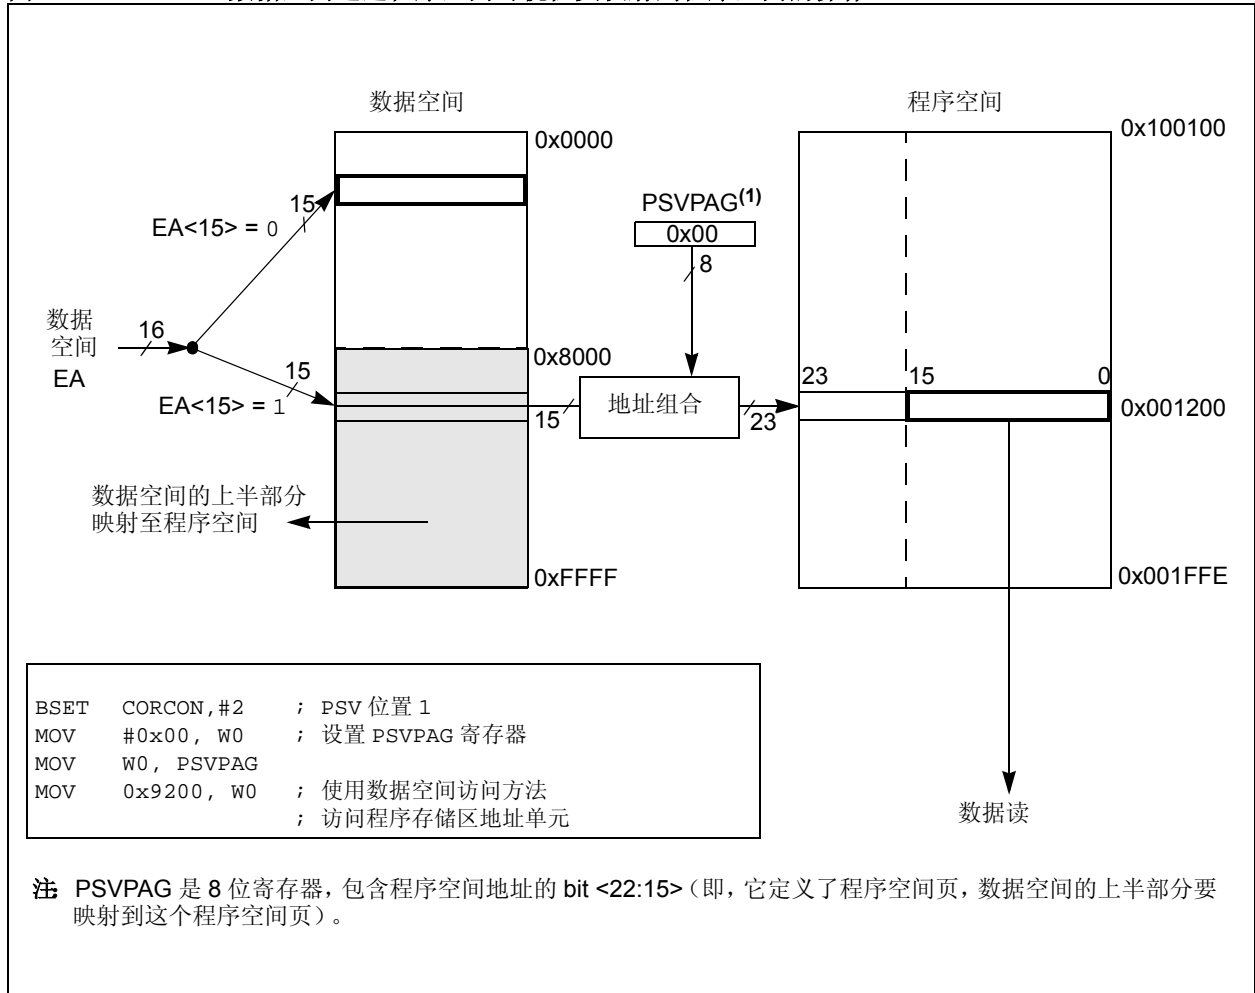 数据空间
程序空间
0x0000
0x100100
15
EA<15> = 0
PSVPAG(1)
0x00
8
数据
空间
EA
16
0x8000
15
EA<15> = 1
15
地址组合
23
23 15 0
0x001200
数据空间的上半部分
映射至程序空间
0xFFFF
0x001FFE
BSET CORCON,#2 ; PSV 位置 1
MOV #0x00, W0 ; 设置 PSVPAG 寄存器
MOV W0, PSVPAG
MOV 0x9200, W0 ; 使用数据空间访问方法
; 访问程序存储区地址单元
数据读
注: PSVPAG 是 8 位寄存器，包含程序空间地址的 bit <22:15>（即，它定义了程序空间页，数据空间的上半部分要
映射到这个程序空间页）。